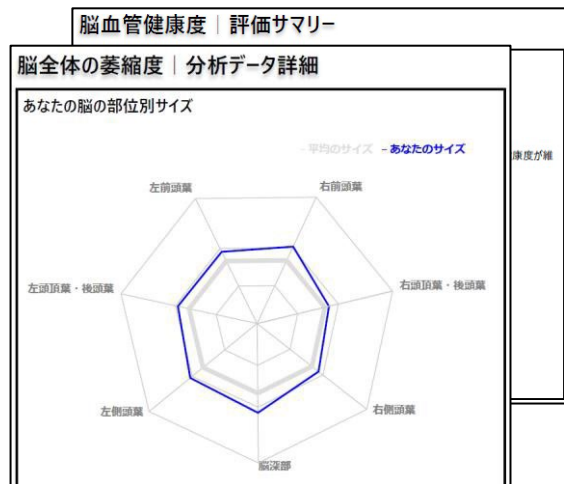 脳血管健康度｜評価サマリー
脳全体の萎縮度｜分析データ詳細
あなたの脳の部位別サイズ
- 平均のサイズ - あなたのサイズ
康度が維
左前頭葉
右前頭葉
左頭頂葉・後頭葉
右頭頂葉・後頭葉
左側頭葉
右側頭葉
脳深部